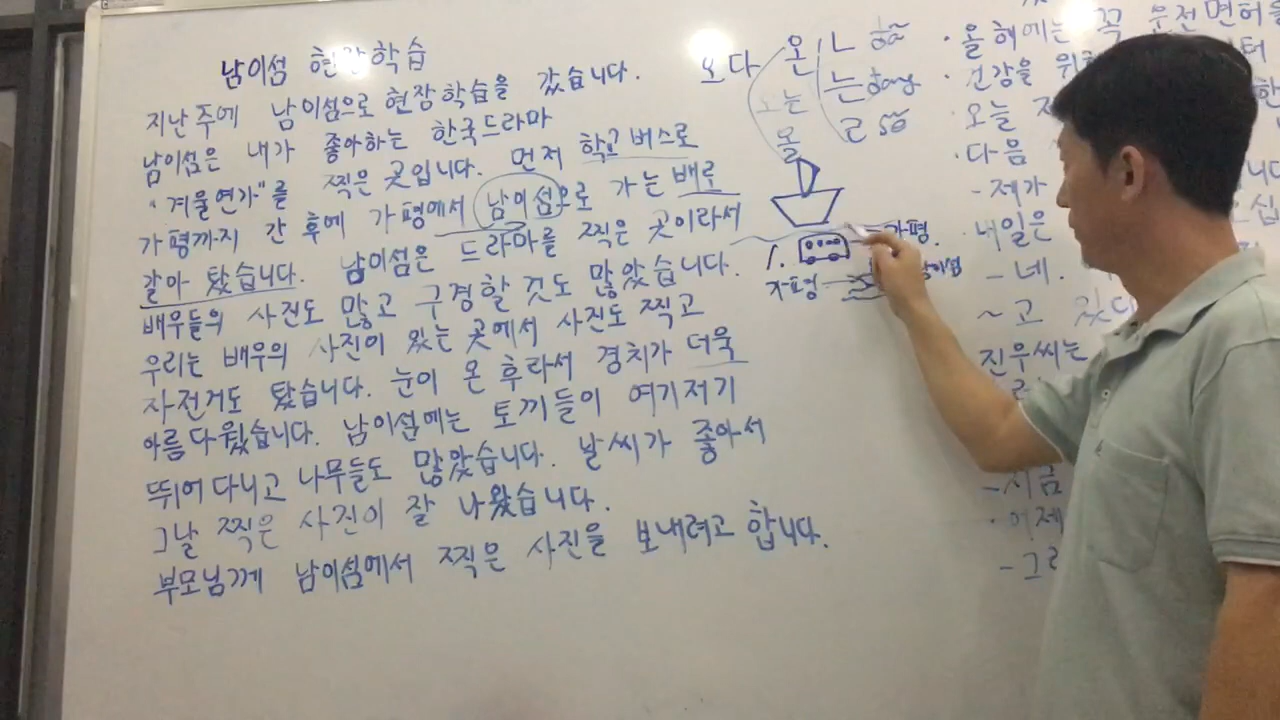 남이섬 현장학습
지난 주에 남이섬으로 현장학습을 갔습니다.
남이섬은 내가 좋아하는 한국드라마
"겨울연가"를 찍은 곳입니다. 먼저 학교 버스로
가평까지 간 후에 가평에서 남이섬으로 가는 배로
갈아 탔습니다. 남이섬은 드라마를 찍은 곳이라서
배우들의 사진도 많고 구경할 것도 많았습니다.
우리는 배우의 사진이 있는 곳에서 사진도 찍고
자전거도 탔습니다. 눈이 온 후라서 경치가 더욱
아름다웠습니다. 남이섬에는 토끼들이 여기저기
뛰어다니고 나무들도 많았습니다. 날씨가 좋아서
그날 찍은 사진이 잘 나왔습니다.
부모님께 남이섬에서 찍은 사진을 보내려고 합니다.
오다 온 ㄴ đã
오는 는 đang
올 ㄹ sẽ
1. 가평.
가평
· 올해에는 꼭 운전면허를
· 건강을
· 오늘
· 다음
- 제가
· 내일은
- 네.
~고 있다
진우씨는
- 지금
· 어제